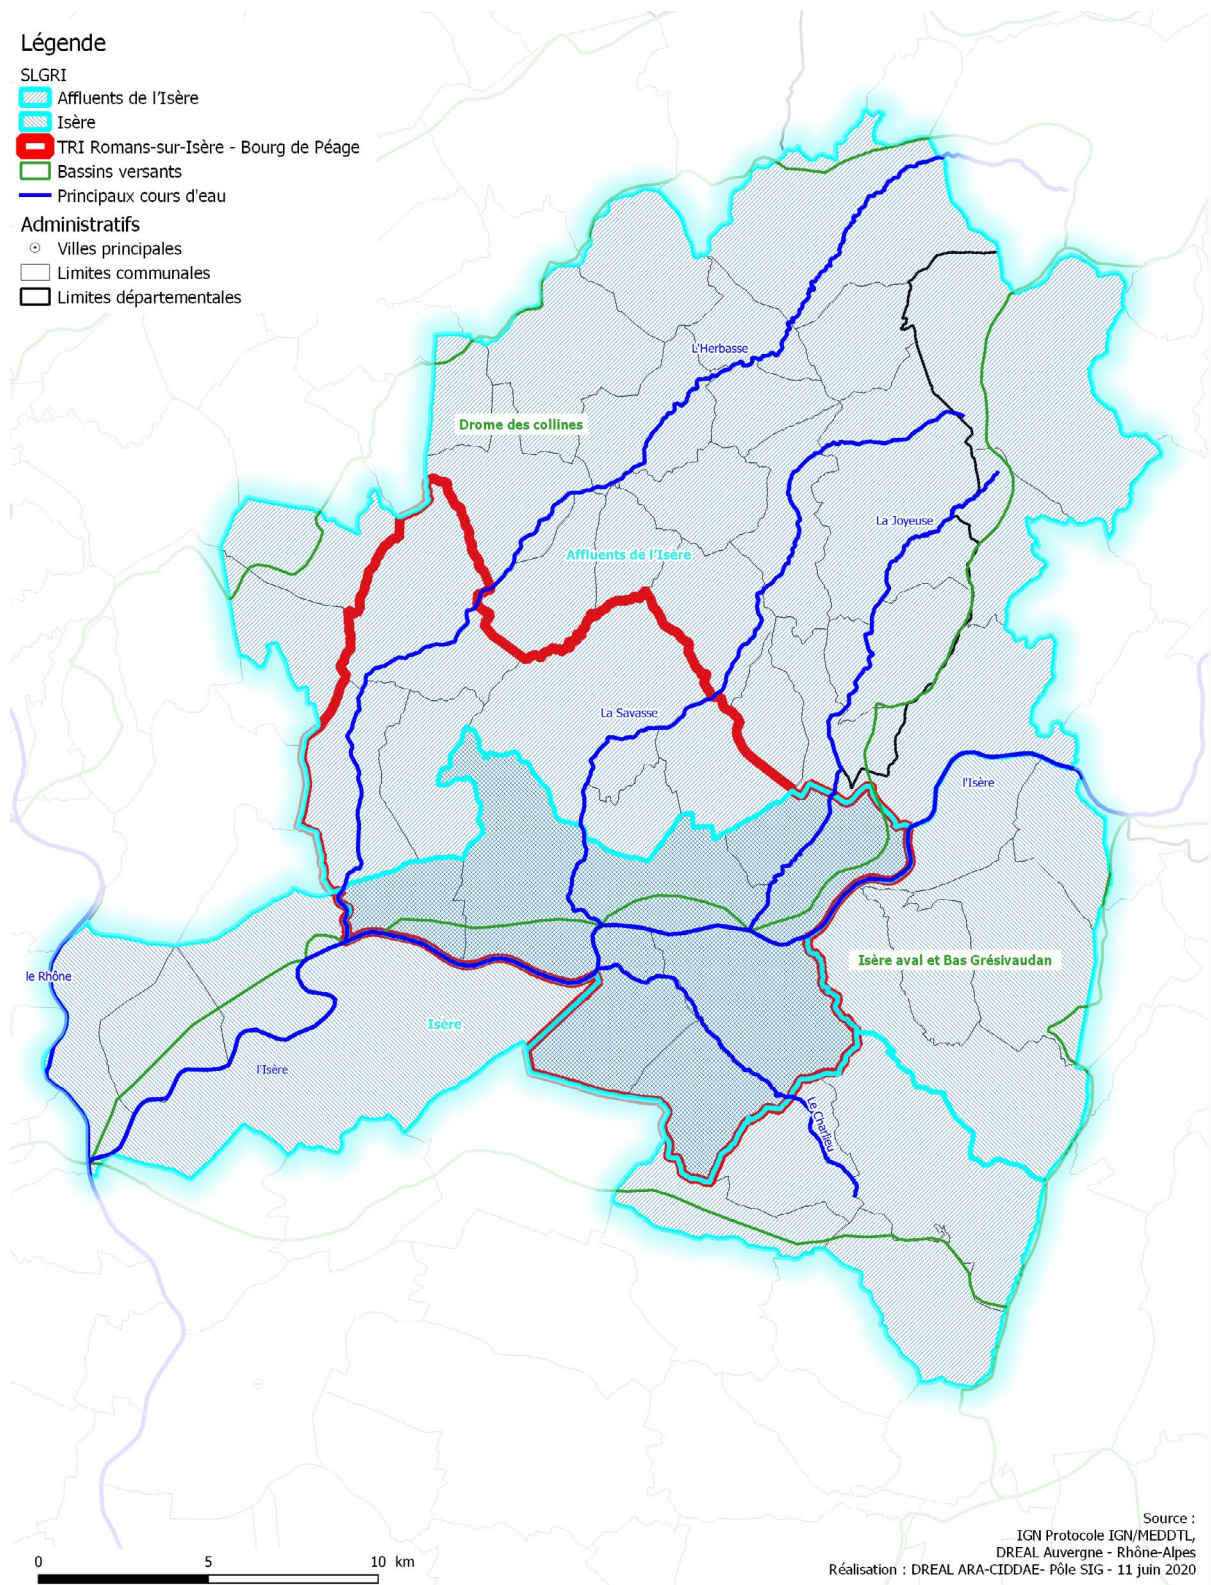 Légende
SLGRI
Affluents de l'Isère
Isère
TRI Romans-sur-Isère - Bourg de Péage
Bassins versants
Principaux cours d'eau
Administratifs
Villes principales
Limites communales
Limites départementales
L'Herbasse
Drome des collines
La Joyeuse
Affluents de l'Isère
La Savasse
l'Isère
Isère aval et Bas Grésivaudan
le Rhône
Isère
l'Isère
Le Charlieu
Source :
IGN Protocole IGN/MEDDTL,
DREAL Auvergne - Rhône-Alpes
Réalisation : DREAL ARA-CIDDAE- Pôle SIG - 11 juin 2020
0 5 10 km